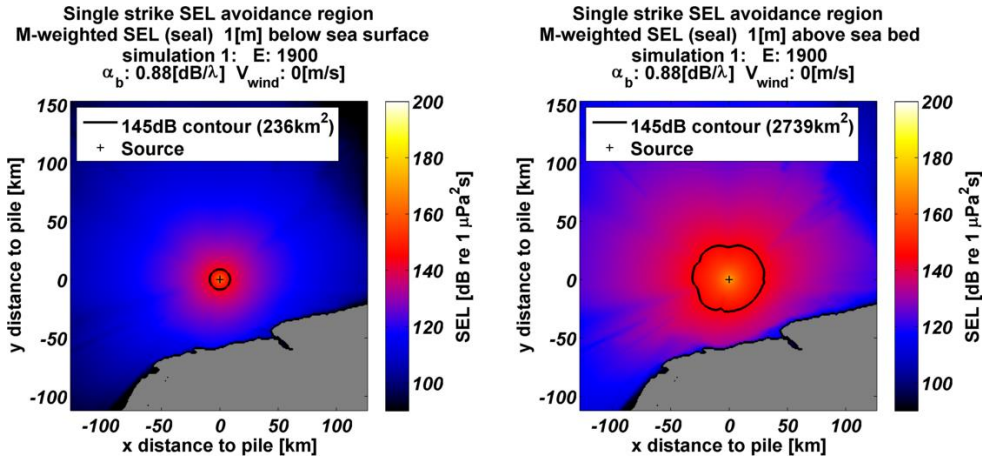 Single strike SEL avoidance region
M-weighted SEL (seal) 1[m] below sea surface
simulation 1: E: 1900
α_b: 0.88[dB/λ] V_wind: 0[m/s]
145dB contour (236km²)
Source
y distance to pile [km]
150
100
50
0
-50
-100
-100
-50
0
50
100
x distance to pile [km]
200
180
160
140
120
100
SEL [dB re 1 μPa²s]
Single strike SEL avoidance region
M-weighted SEL (seal) 1[m] above sea bed
simulation 1: E: 1900
α_b: 0.88[dB/λ] V_wind: 0[m/s]
145dB contour (2739km²)
Source
y distance to pile [km]
150
100
50
0
-50
-100
-100
-50
0
50
100
x distance to pile [km]
200
180
160
140
120
100
SEL [dB re 1 μPa²s]